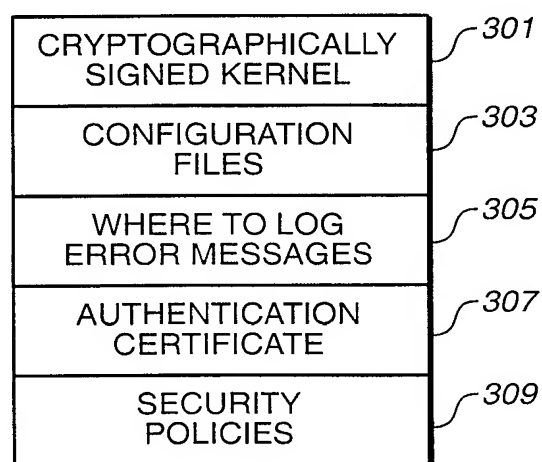 CRYPTOGRAPHICALLY
SIGNED KERNEL
301
CONFIGURATION
FILES
303
WHERE TO LOG
ERROR MESSAGES
305
AUTHENTICATION
CERTIFICATE
307
SECURITY
POLICIES
309